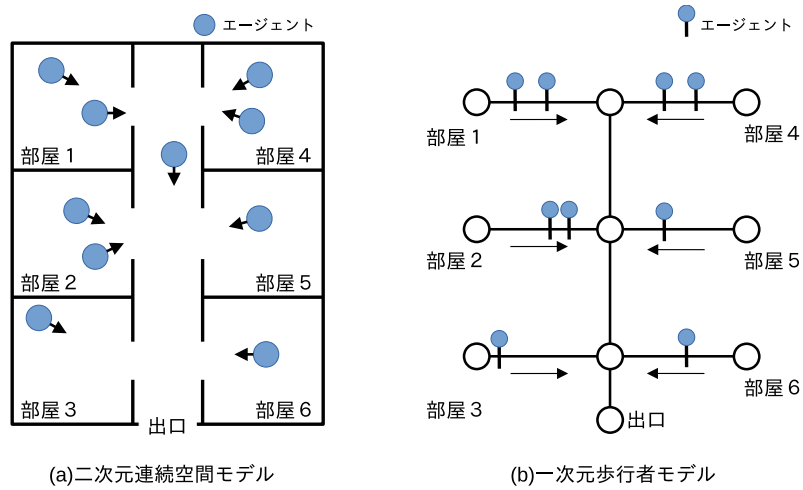 エージェント
部屋1
部屋4
部屋2
部屋5
部屋3
部屋6
出口
(a)二次元連続空間モデル
エージェント
部屋1
部屋4
部屋2
部屋5
部屋3
部屋6
出口
(b)一次元歩行者モデル